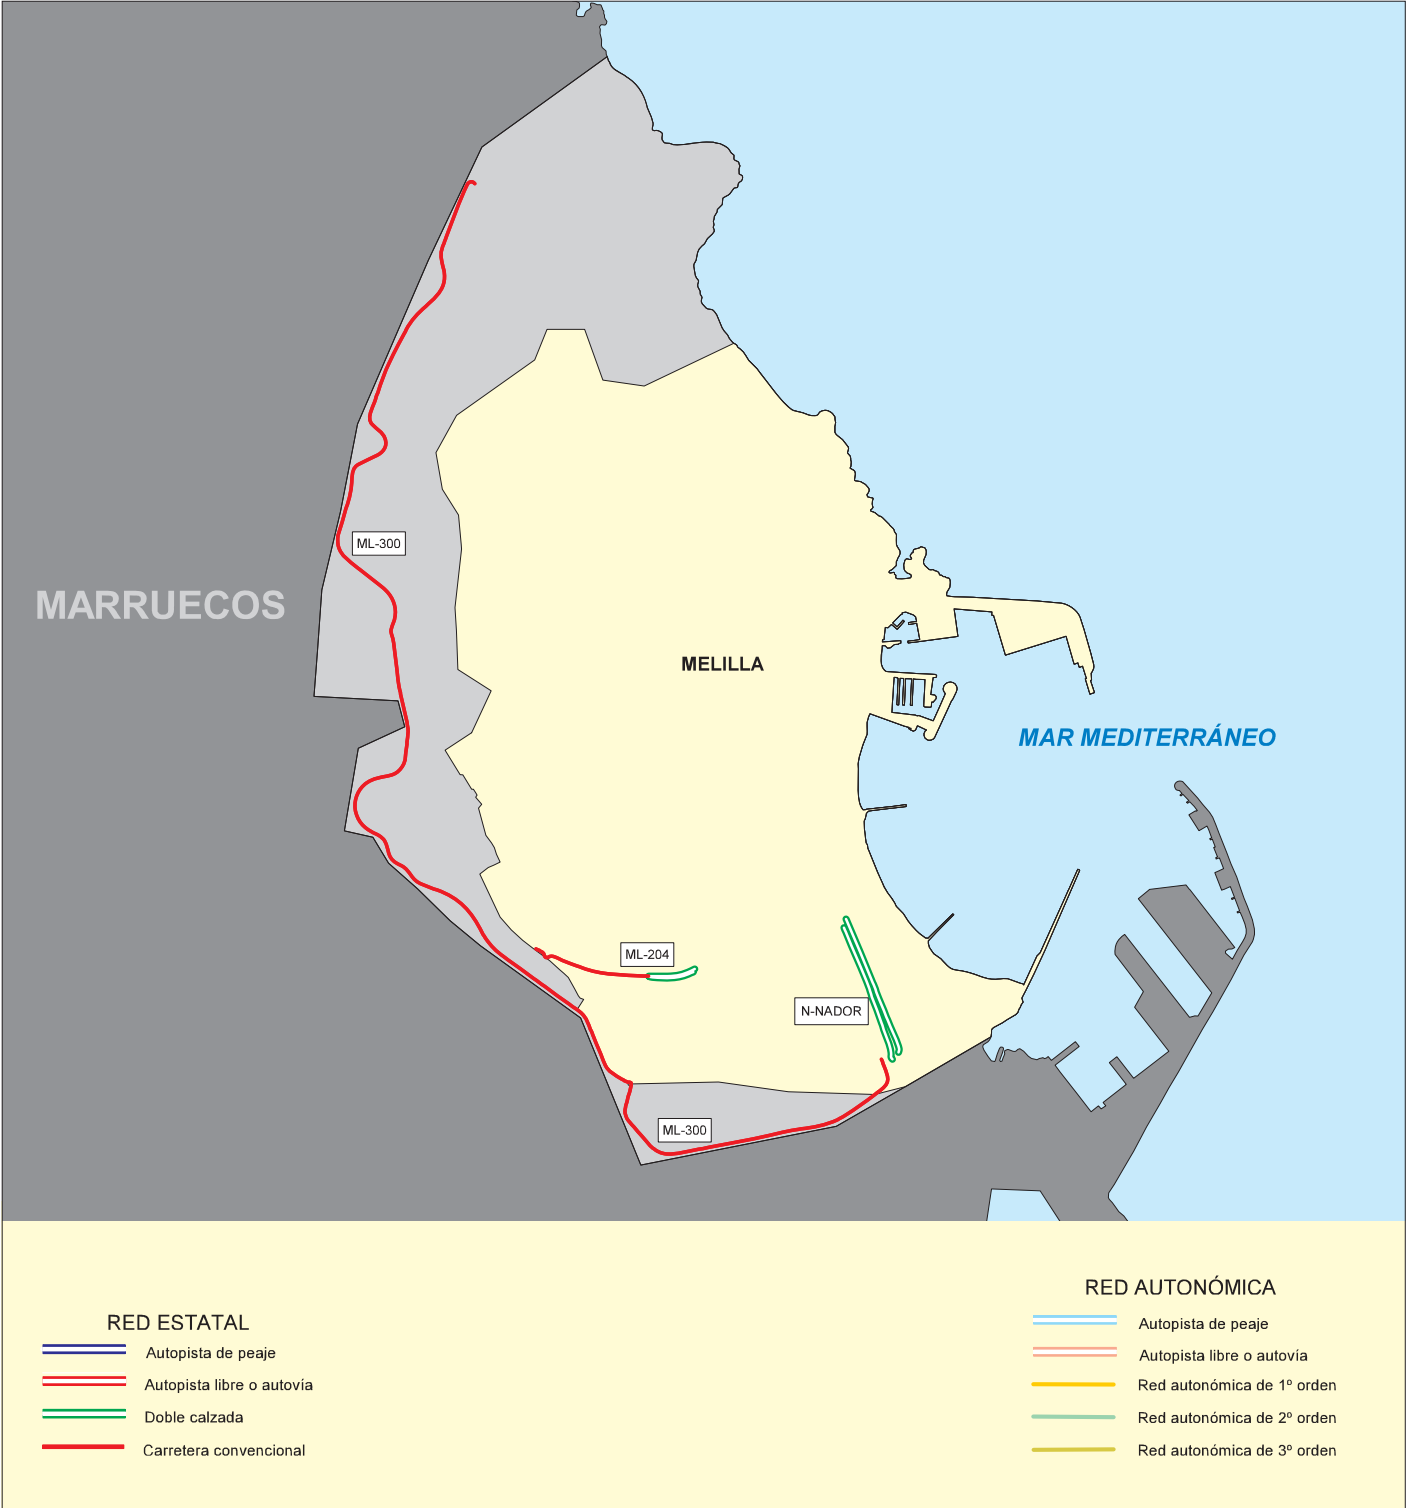 ML-300
MARRUECOS
MELILLA
MAR MEDITERRÁNEO
ML-204
N-NADOR
ML-300
RED ESTATAL
Autopista de peaje
Autopista libre o autovía
Doble calzada
Carretera convencional
RED AUTONÓMICA
Autopista de peaje
Autopista libre o autovía
Red autonómica de 1º orden
Red autonómica de 2º orden
Red autonómica de 3º orden